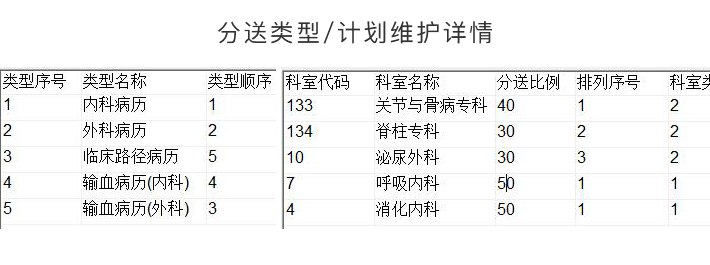 分送类型/计划维护详情
类型序号 类型名称 类型顺序
1 内科病历 1
2 外科病历 2
3 临床路径病历 5
4 输血病历(内科) 4
5 输血病历(外科) 3
科室代码 科室名称 分送比例 排列序号 科室类
133 关节与骨病专科 40 1 2
134 脊柱专科 30 2 2
10 泌尿外科 30 3 2
7 呼吸内科 50 1 1
4 消化内科 50 1 1